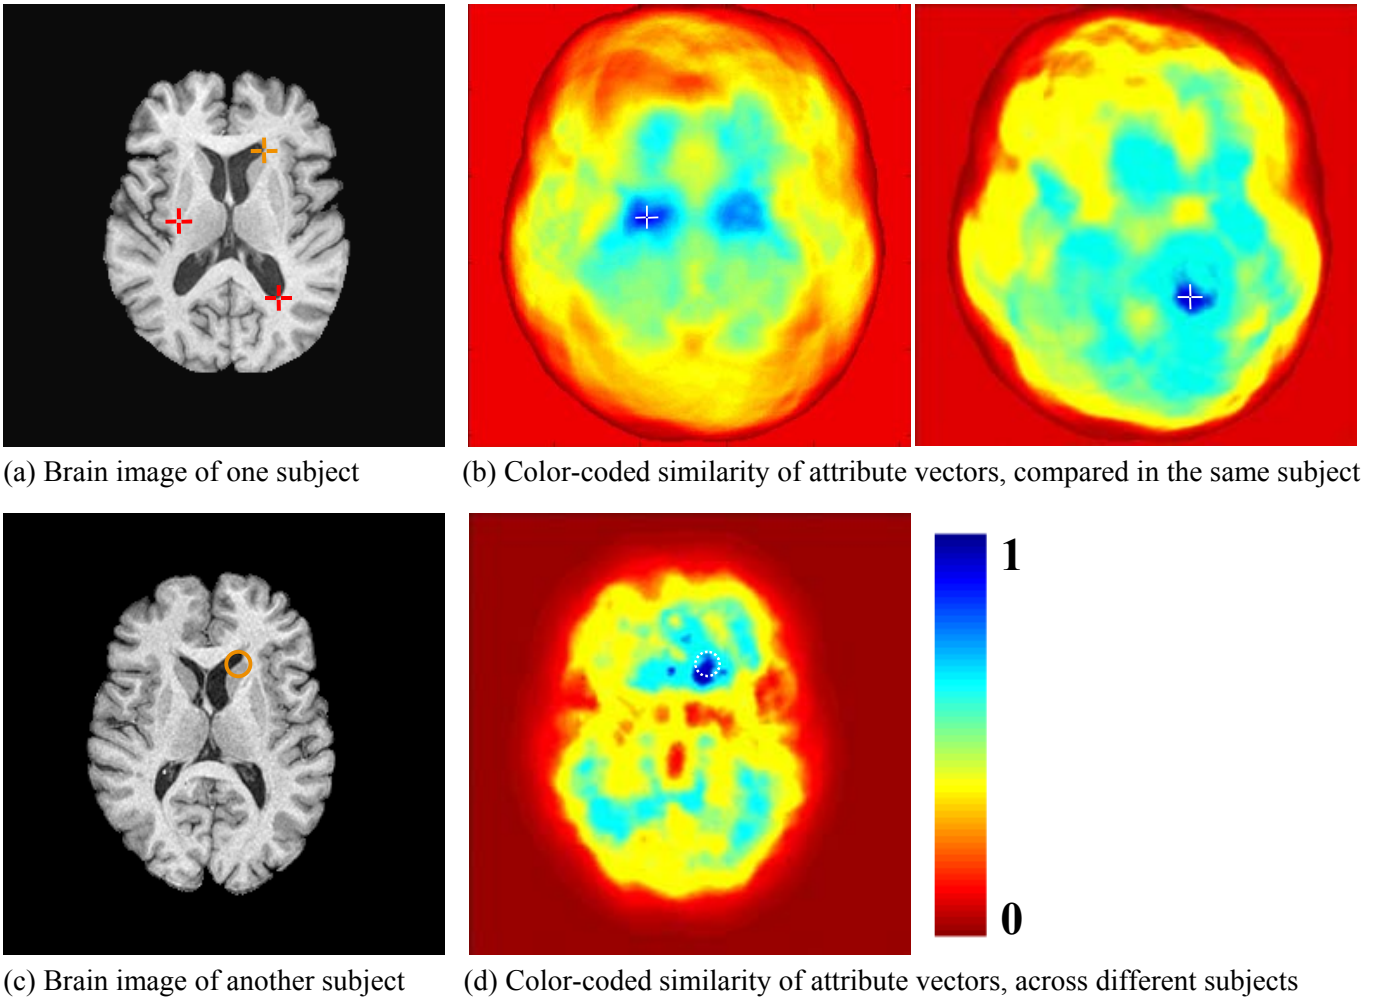 (a) Brain image of one subject
(b) Color-coded similarity of attribute vectors, compared in the same subject
1
0
(c) Brain image of another subject
(d) Color-coded similarity of attribute vectors, across different subjects